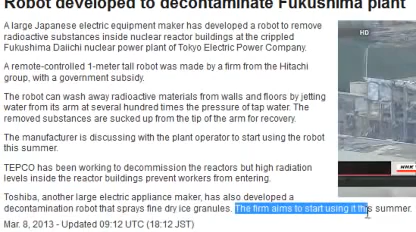 Robot developed to decontaminate Fukushima plant
A large Japanese electric equipment maker has developed a robot to remove
radioactive substances inside nuclear reactor buildings at the crippled
Fukushima Daiichi nuclear power plant of Tokyo Electric Power Company.
HD
A remote-controlled 1-meter tall robot was made by a firm from the Hitachi
group, with a government subsidy.
The robot can wash away radioactive materials from walls and floors by jetting
water from its arm at several hundred times the pressure of tap water. The
removed substances are sucked up from the tip of the arm for recovery.
The manufacturer is discussing with the plant operator to start using the robot
this summer.
TEPCO has been working to decommission the reactors but high radiation
levels inside the reactor buildings prevent workers from entering.
Toshiba, another large electric appliance maker, has also developed a
decontamination robot that sprays fine dry ice granules. The firm aims to start using it this summer.
Mar. 8, 2013 - Updated 09:12 UTC (18:12 JST)